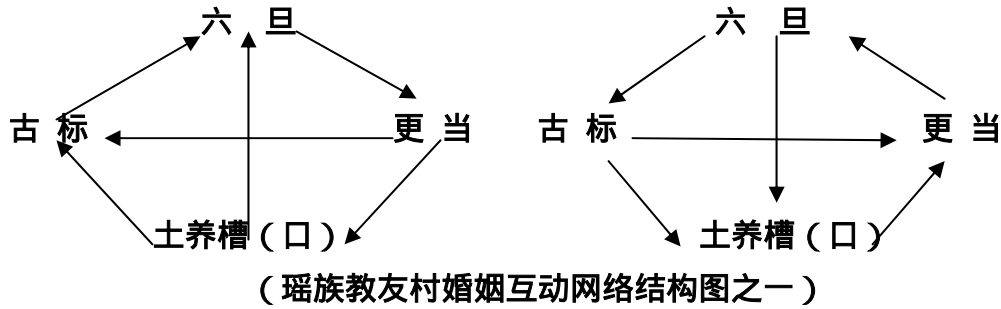 六 旦 六 旦
古 标 更 当 古 标 更 当
土养槽（口） 土养槽（口）
（瑶族教友村婚姻互动网络结构图之一）